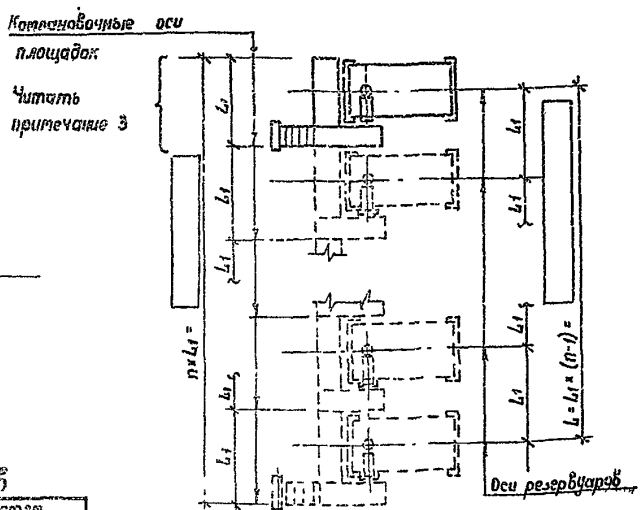 Компановочные оси
площадок
Читать
примечание 3
L1
L1
L1
n×L1 =
L1
L1
L1
L1
L1
L1
L = L1 × (n-1) =
Оси резервуаров